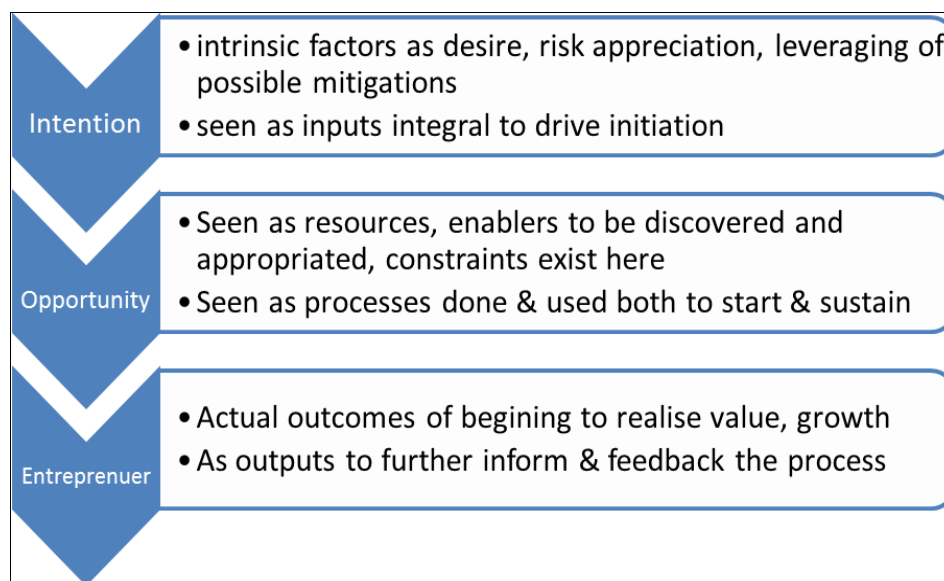 Intention
• intrinsic factors as desire, risk appreciation, leveraging of
possible mitigations
• seen as inputs integral to drive initiation
Opportunity
• Seen as resources, enablers to be discovered and
appropriated, constraints exist here
• Seen as processes done & used both to start & sustain
Entreprenuer
• Actual outcomes of begining to realise value, growth
• As outputs to further inform & feedback the process